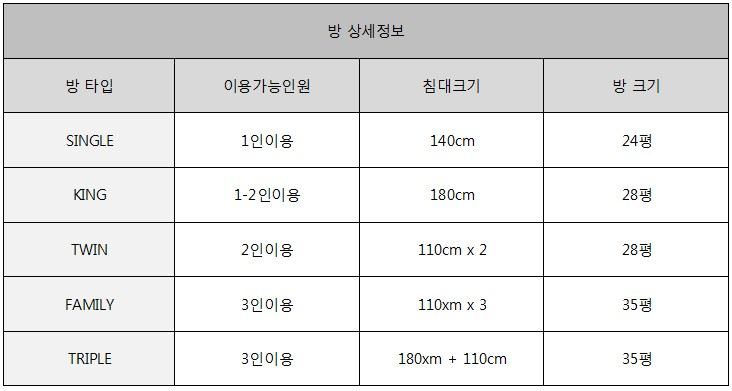 방 상세정보
방 타입 이용가능인원 침대크기 방 크기
SINGLE 1인이용 140cm 24평
KING 1-2인이용 180cm 28평
TWIN 2인이용 110cm x 2 28평
FAMILY 3인이용 110xm x 3 35평
TRIPLE 3인이용 180xm + 110cm 35평